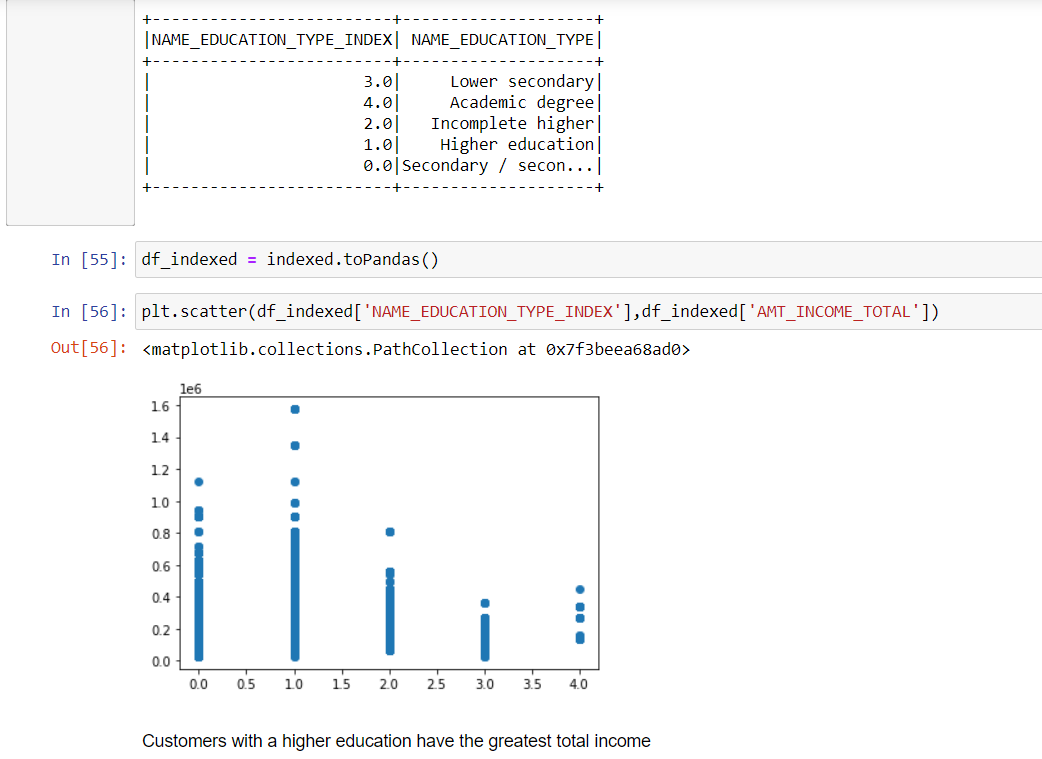 +-------------------------+--------------------+
|NAME_EDUCATION_TYPE_INDEX| NAME_EDUCATION_TYPE|
+-------------------------+--------------------+
|                      3.0|     Lower secondary|
|                      4.0|     Academic degree|
|                      2.0|   Incomplete higher|
|                      1.0|    Higher education|
|                      0.0|Secondary / secon...|
+-------------------------+--------------------+
In [55]: df_indexed = indexed.toPandas()
In [56]: plt.scatter(df_indexed['NAME_EDUCATION_TYPE_INDEX'],df_indexed['AMT_INCOME_TOTAL'])
Out[56]: <matplotlib.collections.PathCollection at 0x7f3beea68ad0>
1e6
1.6
1.4
1.2
1.0
0.8
0.6
0.4
0.2
0.0
0.0 0.5 1.0 1.5 2.0 2.5 3.0 3.5 4.0
Customers with a higher education have the greatest total income